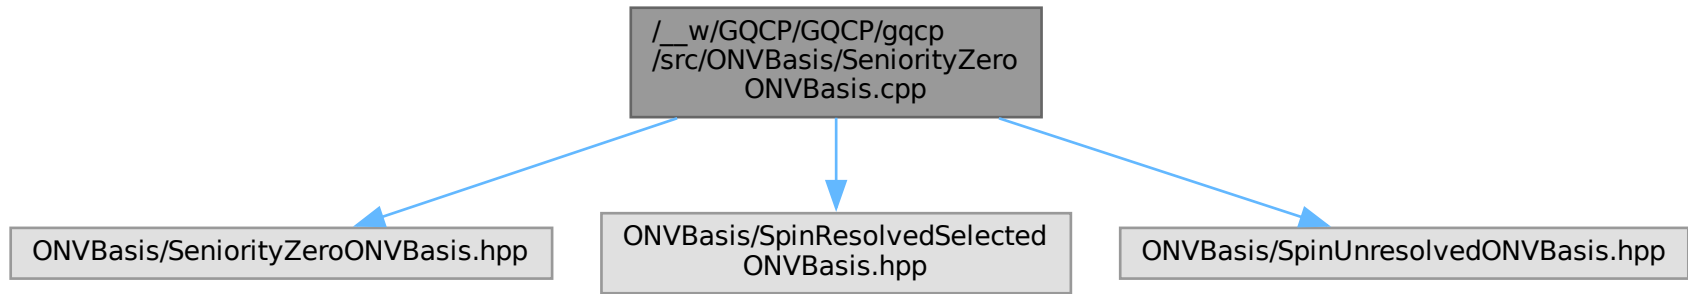 /__w/GQCP/GQCP/gqcp
/src/ONVBasis/SeniorityZero
ONVBasis.cpp
ONVBasis/SeniorityZeroONVBasis.hpp
ONVBasis/SpinResolvedSelected
ONVBasis.hpp
ONVBasis/SpinUnresolvedONVBasis.hpp